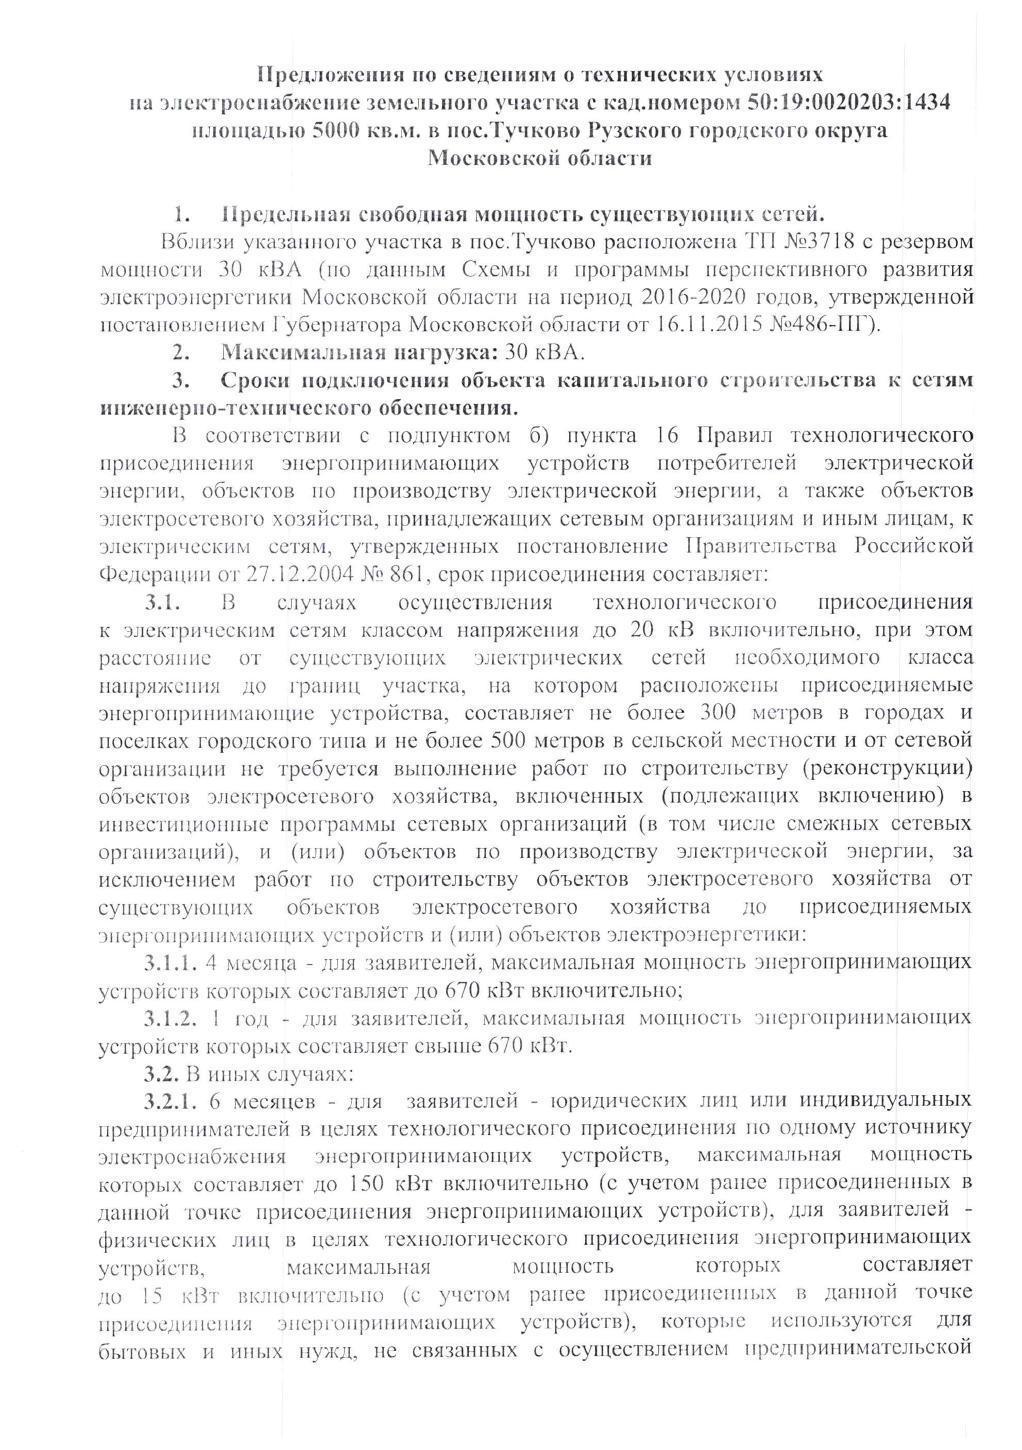 Предложения по сведениям о технических условиях
на электроснабжение земельного участка с кад.номером 50:19:0020203:1434
площадью 5000 кв.м. в пос.Тучково Рузского городского округа
Московской области
1. Предельная свободная мощность существующих сетей.
Вблизи указанного участка в пос.Тучково расположена ТП №3718 с резервом
мощности 30 кВА (по данным Схемы и программы перспективного развития
электроэнергетики Московской области на период 2016-2020 годов, утвержденной
постановлением Губернатора Московской области от 16.11.2015 №486-ПГ).
2. Максимальная нагрузка: 30 кВА.
3. Сроки подключения объекта капитального строительства к сетям
инженерно-технического обеспечения.
В соответствии с подпунктом б) пункта 16 Правил технологического
присоединения энергопринимающих устройств потребителей электрической
энергии, объектов по производству электрической энергии, а также объектов
электросетевого хозяйства, принадлежащих сетевым организациям и иным лицам, к
электрическим сетям, утвержденных постановление Правительства Российской
Федерации от 27.12.2004 № 861, срок присоединения составляет:
3.1. В случаях осуществления технологического присоединения
к электрическим сетям классом напряжения до 20 кВ включительно, при этом
расстояние от существующих электрических сетей необходимого класса
напряжения до границ участка, на котором расположены присоединяемые
энергопринимающие устройства, составляет не более 300 метров в городах и
поселках городского типа и не более 500 метров в сельской местности и от сетевой
организации не требуется выполнение работ по строительству (реконструкции)
объектов электросетевого хозяйства, включенных (подлежащих включению) в
инвестиционные программы сетевых организаций (в том числе смежных сетевых
организаций), и (или) объектов по производству электрической энергии, за
исключением работ по строительству объектов электросетевого хозяйства от
существующих объектов электросетевого хозяйства до присоединяемых
энергопринимающих устройств и (или) объектов электроэнергетики:
3.1.1. 4 месяца - для заявителей, максимальная мощность энергопринимающих
устройств которых составляет до 670 кВт включительно;
3.1.2. 1 год - для заявителей, максимальная мощность энергопринимающих
устройств которых составляет свыше 670 кВт.
3.2. В иных случаях:
3.2.1. 6 месяцев - для заявителей - юридических лиц или индивидуальных
предпринимателей в целях технологического присоединения по одному источнику
электроснабжения энергопринимающих устройств, максимальная мощность
которых составляет до 150 кВт включительно (с учетом ранее присоединенных в
данной точке присоединения энергопринимающих устройств), для заявителей -
физических лиц в целях технологического присоединения энергопринимающих
устройств, максимальная мощность которых составляет
до 15 кВт включительно (с учетом ранее присоединенных в данной точке
присоединения энергопринимающих устройств), которые используются для
бытовых и иных нужд, не связанных с осуществлением предпринимательской